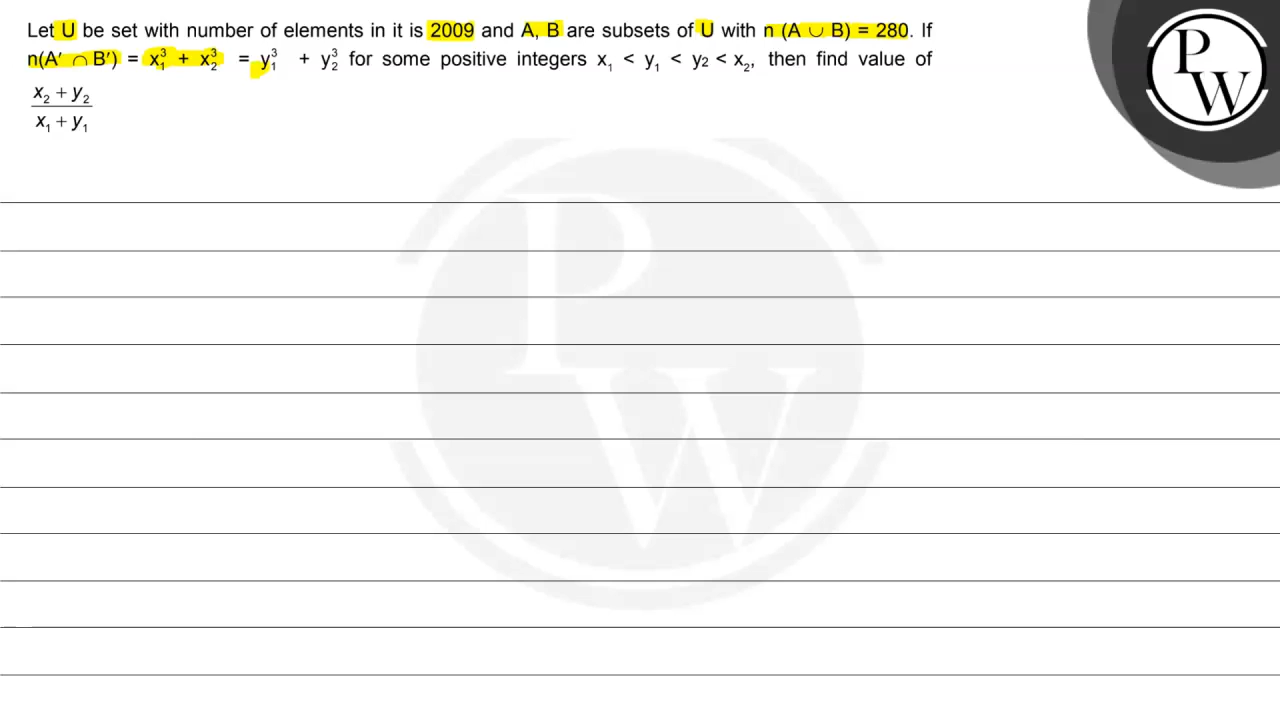 Let U be set with number of elements in it is 2009 and A, B are subsets of U with n (A ∪ B) = 280. If
n(A′ ∩ B′) = x₁³ + x₂³ = y₁³ + y₂³ for some positive integers x₁ < y₁ < y₂ < x₂, then find value of
x₂ + y₂
x₁ + y₁
PW
PW